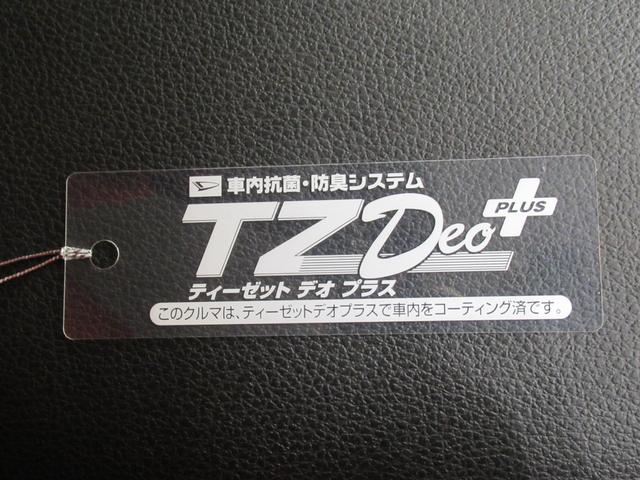 車内抗菌・防臭システム
TZ Deo PLUS
ティーゼット デオ プラス
このクルマは、ティーゼットデオプラスで車内をコーティング済です。